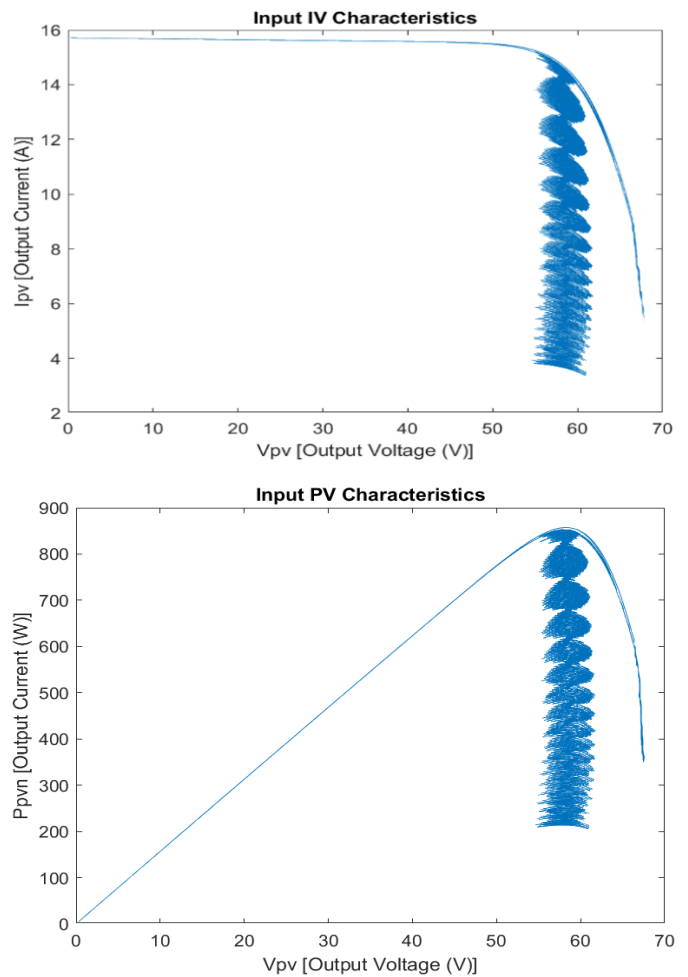 Input IV Characteristics
16
14
12
10
8
6
4
2
Ipv [Output Current (A)]
0 10 20 30 40 50 60 70
Vpv [Output Voltage (V)]
Input PV Characteristics
900
800
700
600
500
400
300
200
100
0
Ppvn [Output Current (W)]
0 10 20 30 40 50 60 70
Vpv [Output Voltage (V)]